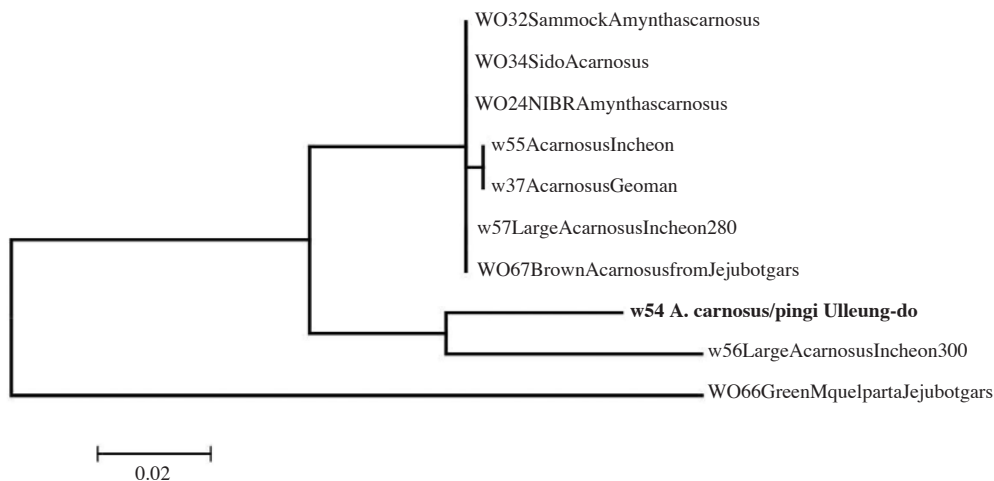 WO32SammockAmynthascarnosus
WO34SidoAcarnosus
WO24NIBRAmynthascarnosus
w55AcarnosusIncheon
w37AcarnosusGeoman
w57LargeAcarnosusIncheon280
WO67BrownAcarnosusfromJejubotgars
w54 A. carnosus/pingi Ulleung-do
w56LargeAcarnosusIncheon300
WO66GreenMquelpartaJejubotgars
0.02